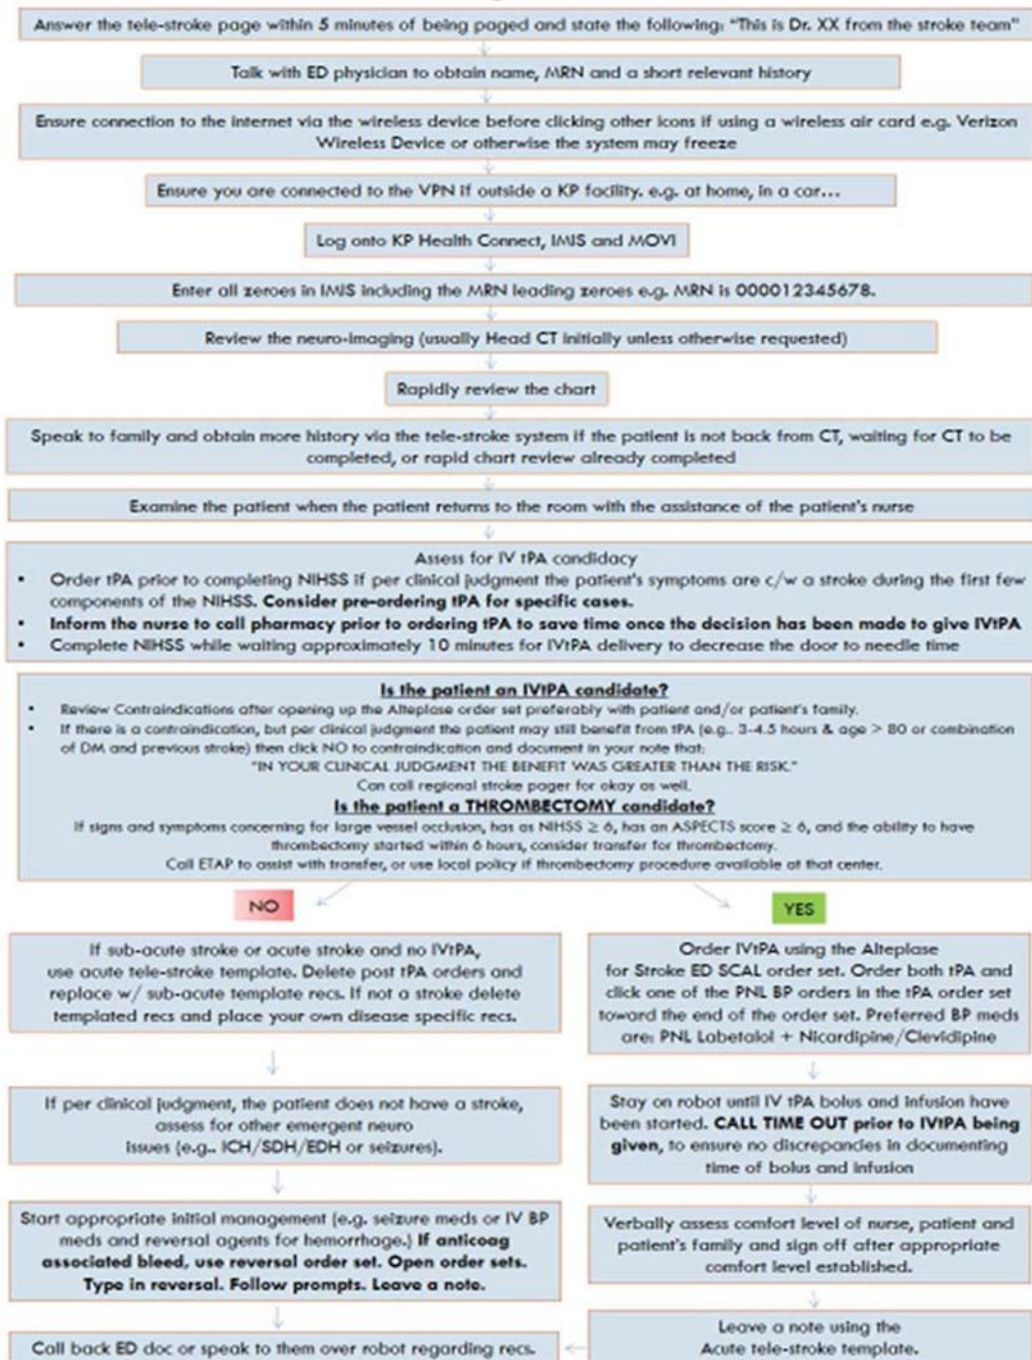 Answer the tele-stroke page within 5 minutes of being paged and state the following: "This is Dr. XX from the stroke team"
Talk with ED physician to obtain name, MRN and a short relevant history
Ensure connection to the internet via the wireless device before clicking other icons if using a wireless air card e.g. Verizon
Wireless Device or otherwise the system may freeze
Ensure you are connected to the VPN if outside a KP facility. e.g. at home, in a car...
Log onto KP Health Connect, IMIS and MOVI
Enter all zeroes in IMIS including the MRN leading zeroes e.g. MRN is 000012345678.
Review the neuro-imaging (usually Head CT initially unless otherwise requested)
Rapidly review the chart
Speak to family and obtain more history via the tele-stroke system if the patient is not back from CT, waiting for CT to be
completed, or rapid chart review already completed
Examine the patient when the patient returns to the room with the assistance of the patient's nurse
Assess for IV tPA candidacy
• Order tPA prior to completing NIHSS if per clinical judgment the patient's symptoms are c/w a stroke during the first few
components of the NIHSS. Consider pre-ordering tPA for specific cases.
• Inform the nurse to call pharmacy prior to ordering tPA to save time once the decision has been made to give IVtPA
• Complete NIHSS while waiting approximately 10 minutes for IVtPA delivery to decrease the door to needle time
Is the patient an IVtPA candidate?
• Review Contraindications after opening up the Alteplase order set preferably with patient and/or patient's family.
• If there is a contraindication, but per clinical judgment the patient may still benefit from tPA (e.g.. 3-4.5 hours & age > 80 or combination
of DM and previous stroke) then click NO to contraindication and document in your note that:
"IN YOUR CLINICAL JUDGMENT THE BENEFIT WAS GREATER THAN THE RISK."
Can call regional stroke pager for okay as well.
Is the patient a THROMBECTOMY candidate?
If signs and symptoms concerning for large vessel occlusion, has as NIHSS ≥ 6, has an ASPECTS score ≥ 6, and the ability to have
thrombectomy started within 6 hours, consider transfer for thrombectomy.
Call ETAP to assist with transfer, or use local policy if thrombectomy procedure available at that center.
NO
YES
If sub-acute stroke or acute stroke and no IVtPA,
use acute tele-stroke template. Delete post tPA orders and
replace w/ sub-acute template recs. If not a stroke delete
templated recs and place your own disease specific recs.
If per clinical judgment, the patient does not have a stroke,
assess for other emergent neuro
issues (e.g.. ICH/SDH/EDH or seizures).
Start appropriate initial management (e.g. seizure meds or IV BP
meds and reversal agents for hemorrhage.) If anticoag
associated bleed, use reversal order set. Open order sets.
Type in reversal. Follow prompts. Leave a note.
Call back ED doc or speak to them over robot regarding recs.
Order IVtPA using the Alteplase
for Stroke ED SCAL order set. Order both tPA and
click one of the PNL BP orders in the tPA order set
toward the end of the order set. Preferred BP meds
are: PNL Labetalol + Nicardipine/Clevidipine
Stay on robot until IV tPA bolus and infusion have
been started. CALL TIME OUT prior to IVtPA being
given, to ensure no discrepancies in documenting
time of bolus and infusion
Verbally assess comfort level of nurse, patient and
patient's family and sign off after appropriate
comfort level established.
Leave a note using the
Acute tele-stroke template.